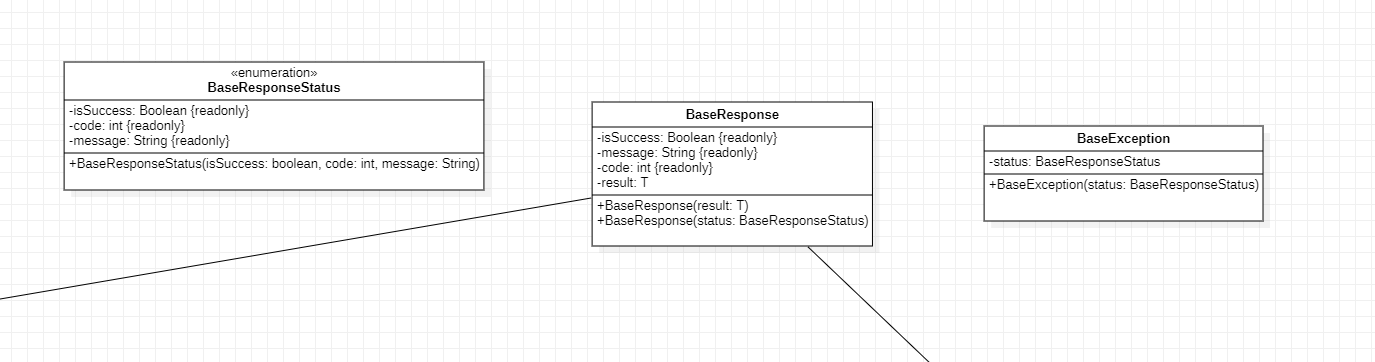 «enumeration»
BaseResponseStatus
-isSuccess: Boolean {readonly}
-code: int {readonly}
-message: String {readonly}
+BaseResponseStatus(isSuccess: boolean, code: int, message: String)
BaseResponse
-isSuccess: Boolean {readonly}
-message: String {readonly}
-code: int {readonly}
-result: T
+BaseResponse(result: T)
+BaseResponse(status: BaseResponseStatus)
BaseException
-status: BaseResponseStatus
+BaseException(status: BaseResponseStatus)